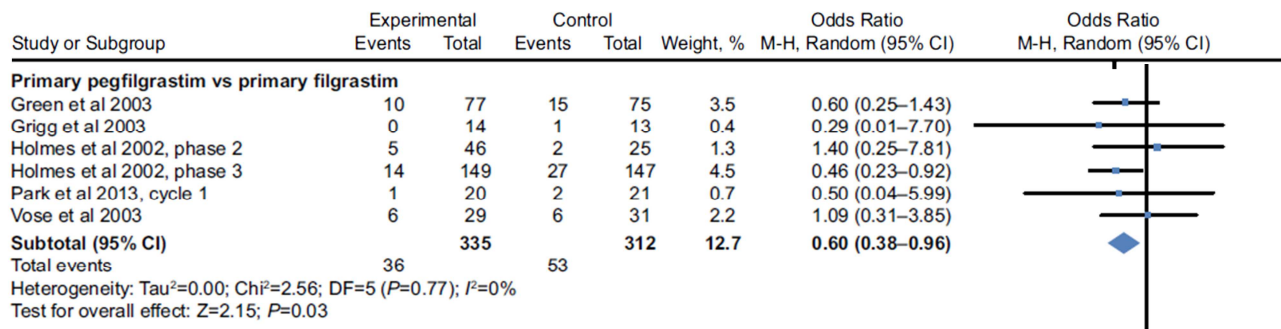 Experimental Control Odds Ratio Odds Ratio
Study or Subgroup Events Total Events Total Weight, % M-H, Random (95% CI) M-H, Random (95% CI)
Primary pegfilgrastim vs primary filgrastim
Green et al 2003 10 77 15 75 3.5 0.60 (0.25–1.43)
Grigg et al 2003 0 14 1 13 0.4 0.29 (0.01–7.70)
Holmes et al 2002, phase 2 5 46 2 25 1.3 1.40 (0.25–7.81)
Holmes et al 2002, phase 3 14 149 27 147 4.5 0.46 (0.23–0.92)
Park et al 2013, cycle 1 1 20 2 21 0.7 0.50 (0.04–5.99)
Vose et al 2003 6 29 6 31 2.2 1.09 (0.31–3.85)
Subtotal (95% CI) 335 312 12.7 0.60 (0.38–0.96)
Total events 36 53
Heterogeneity: Tau²=0.00; Chi²=2.56; DF=5 (P=0.77); I²=0%
Test for overall effect: Z=2.15; P=0.03